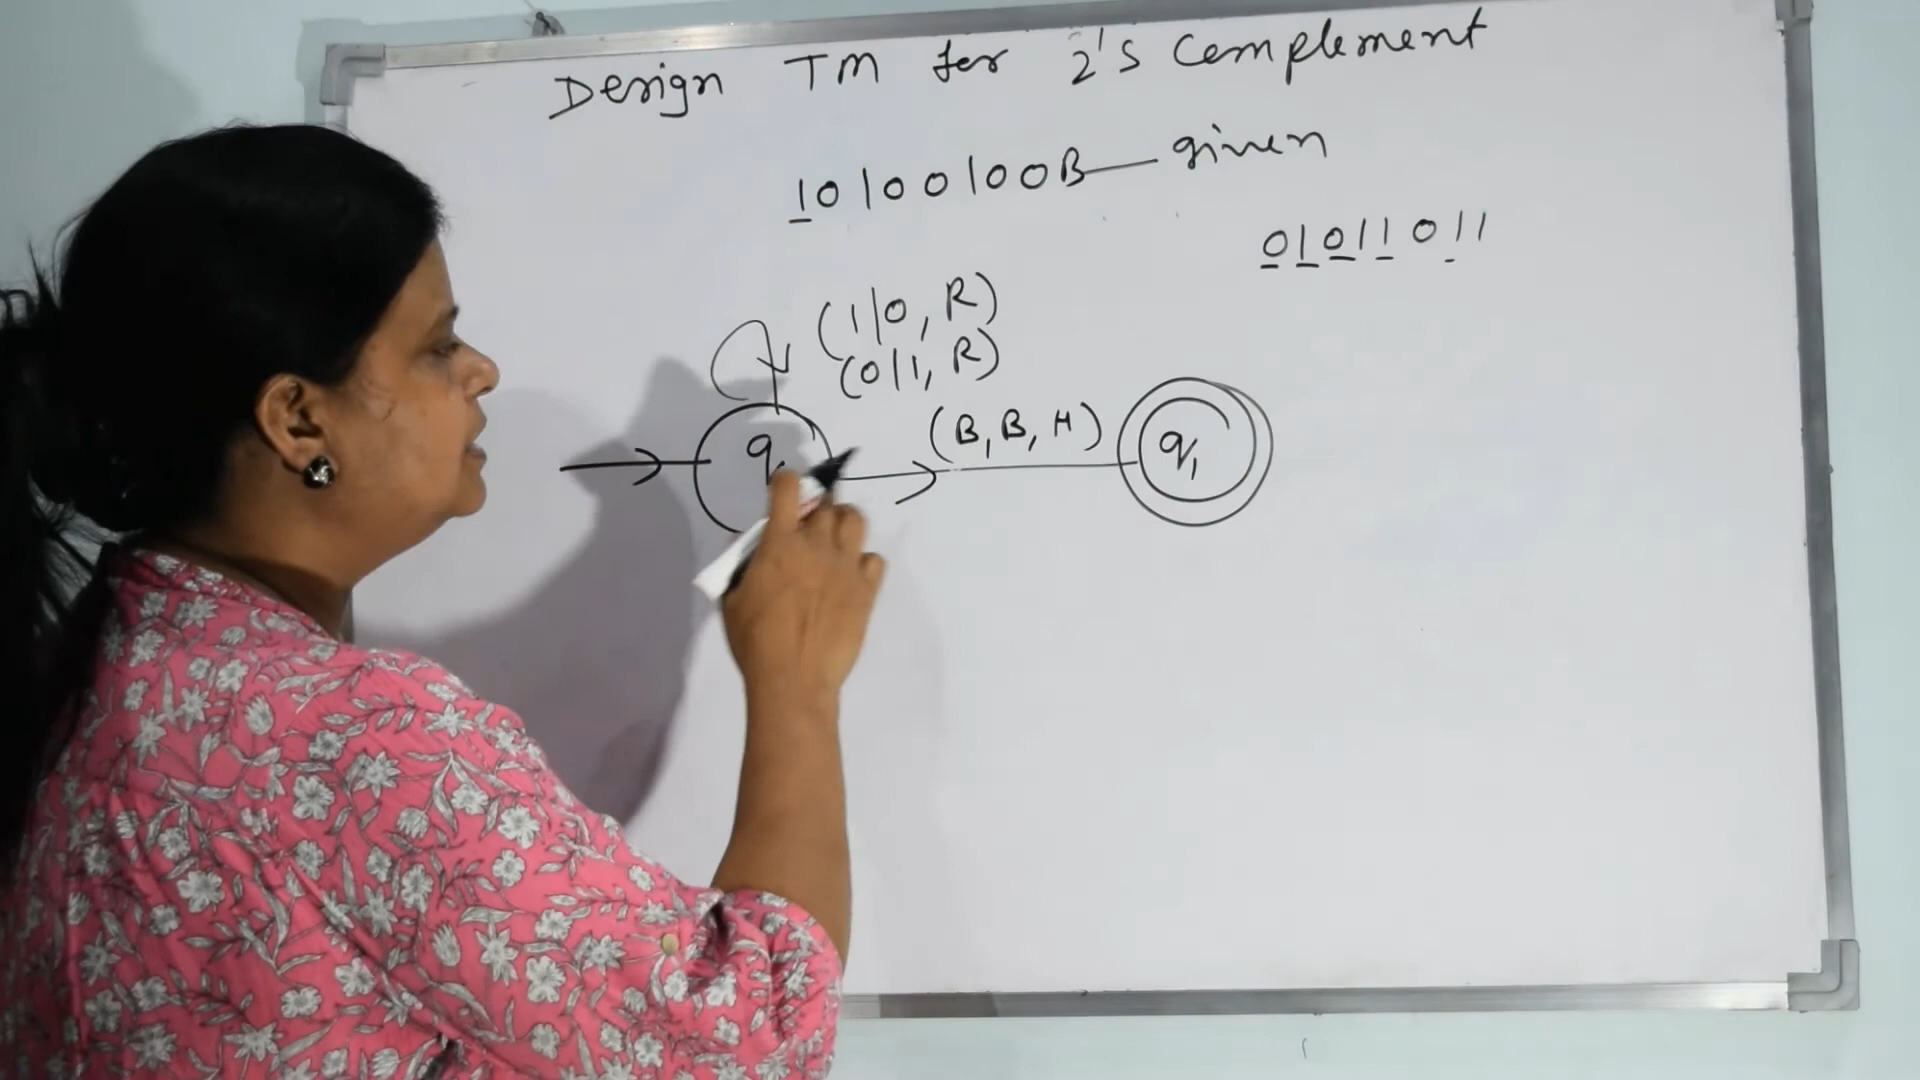 Design TM for 2's Complement
10100100B — given
01011011
(1/0, R)
(0/1, R)
(B, B, H)
q
q1